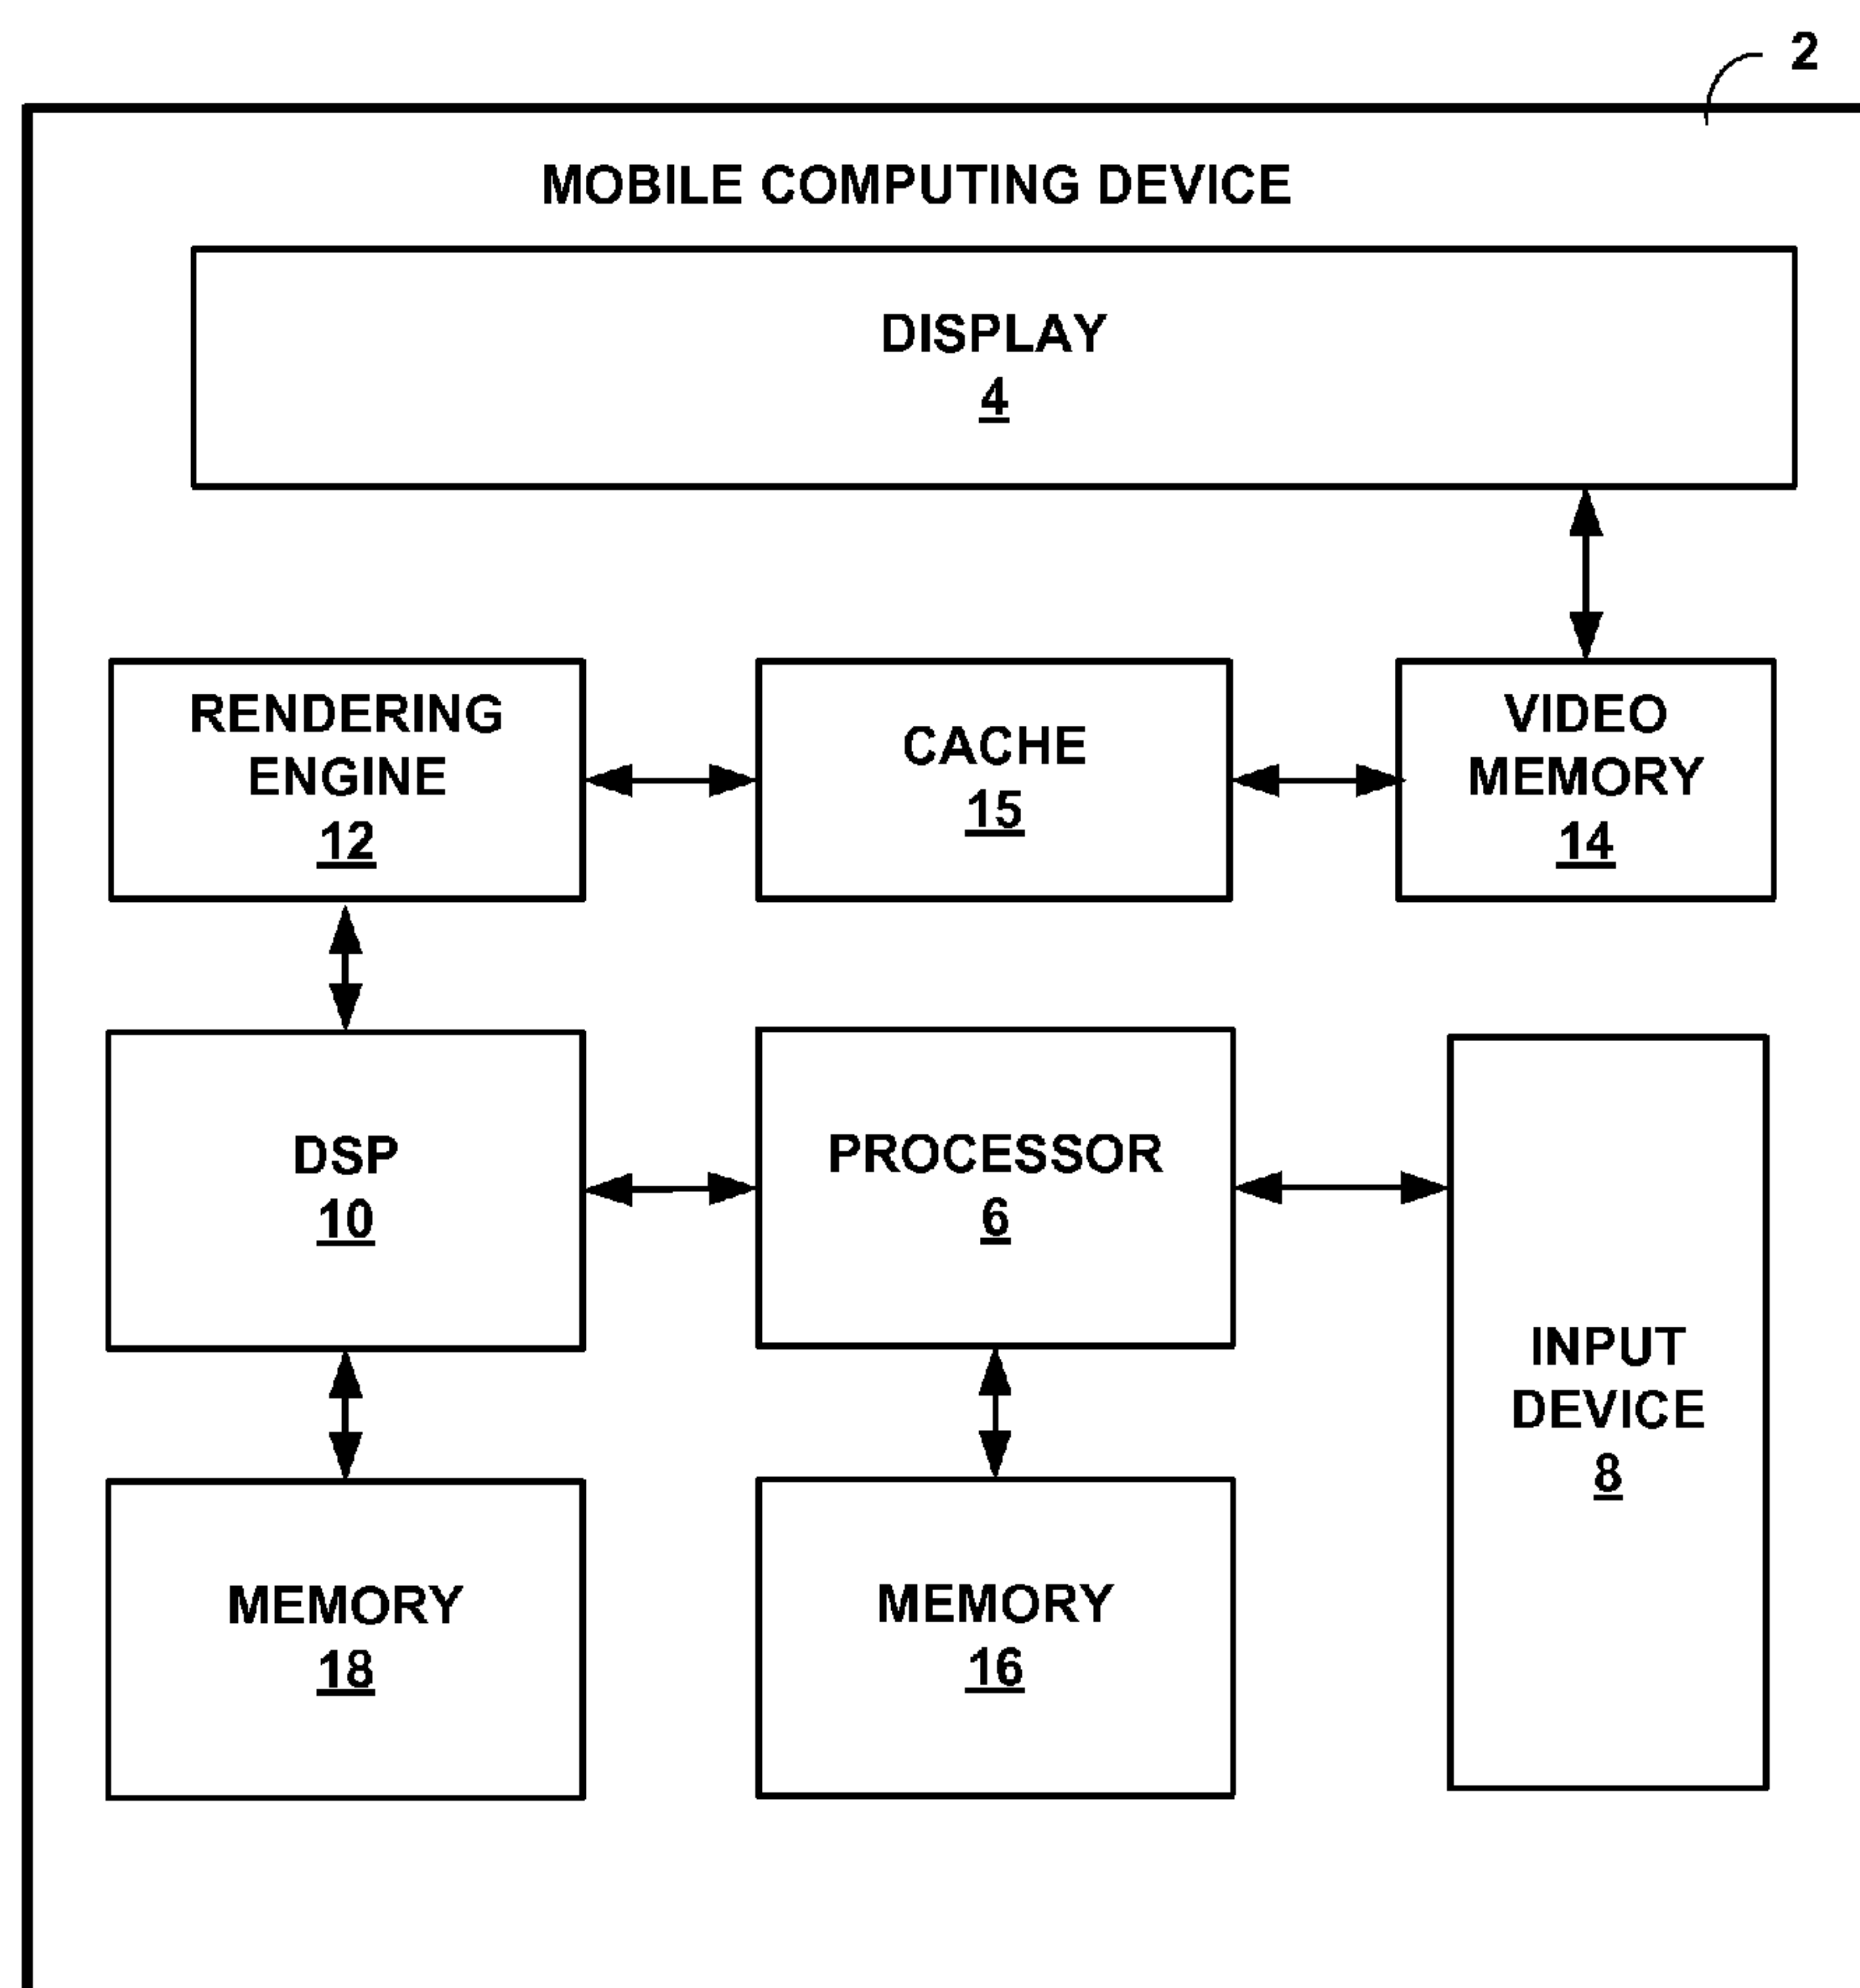 2
MOBILE COMPUTING DEVICE
DISPLAY
4
RENDERING
ENGINE
12
CACHE
15
VIDEO
MEMORY
14
DSP
10
PROCESSOR
6
INPUT
DEVICE
8
MEMORY
18
MEMORY
16